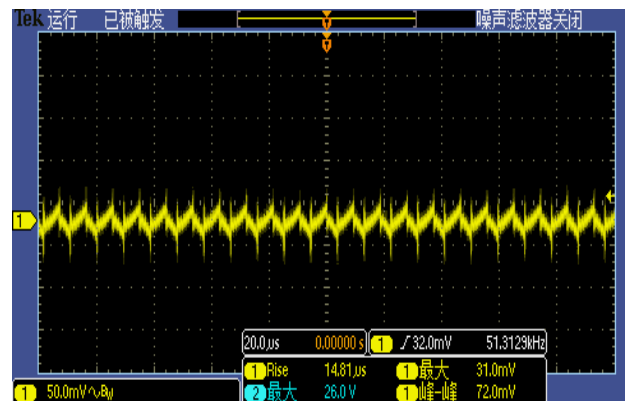 Tek 运行 已被触发 噪声滤波器关闭
T
T
1
20.0μs 0.00000 s 1 ƒ 32.0mV 51.3129kHz
1 Rise 14.81μs 1 最大 31.0mV
2 最大 26.0 V 1 峰-峰 72.0mV
1 50.0mV∿BW